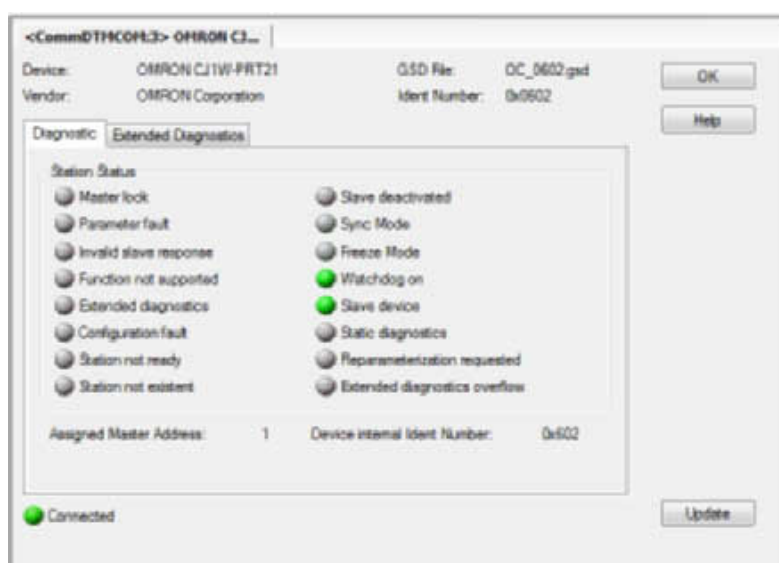 <CommDTMCOM:3> OMRON CJ...
Device: OMRON CJ1W-PRT21 GSD File: OC_0602.gsd
Vendor: OMRON Corporation Ident Number: 0x0602
OK
Help
Diagnostic Extended Diagnostics
Station Status
Master lock Slave deactivated
Parameter fault Sync Mode
Invalid slave response Freeze Mode
Function not supported Watchdog on
Extended diagnostics Slave device
Configuration fault Static diagnostics
Station not ready Reparameterization requested
Station not existent Extended diagnostics overflow
Assigned Master Address: 1 Device internal Ident Number: 0x602
Connected
Update